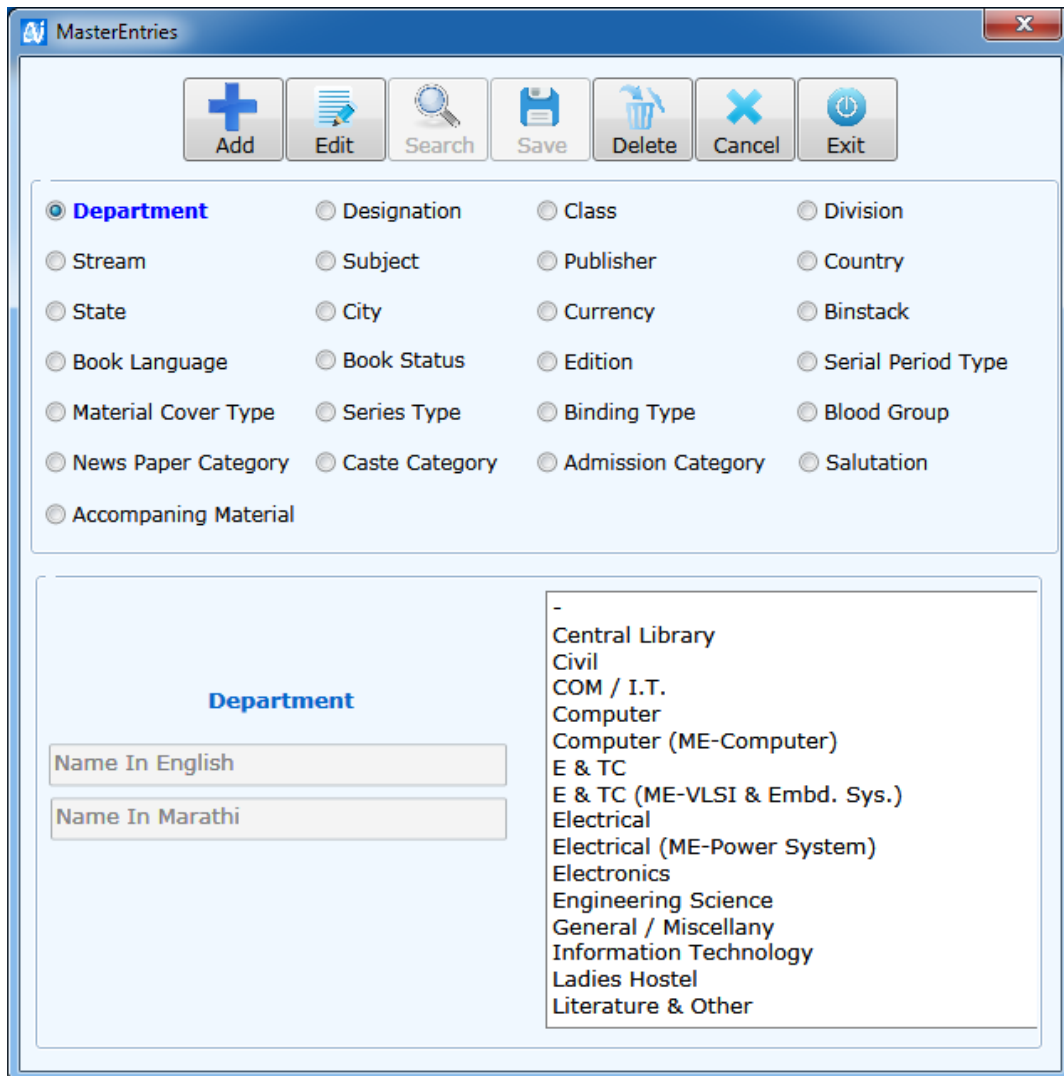 MasterEntries
Add Edit Search Save Delete Cancel Exit
Department Designation Class Division
Stream Subject Publisher Country
State City Currency Binstack
Book Language Book Status Edition Serial Period Type
Material Cover Type Series Type Binding Type Blood Group
News Paper Category Caste Category Admission Category Salutation
Accompaning Material
Department
Name In English
Name In Marathi
-
Central Library
Civil
COM / I.T.
Computer
Computer (ME-Computer)
E & TC
E & TC (ME-VLSI & Embd. Sys.)
Electrical
Electrical (ME-Power System)
Electronics
Engineering Science
General / Miscellany
Information Technology
Ladies Hostel
Literature & Other